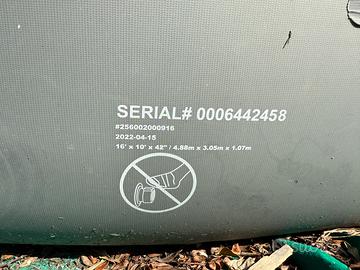 SERIAL# 0006442458
#256002000916
2022-04-15
16' x 10' x 42" / 4.88m x 3.05m x 1.07m